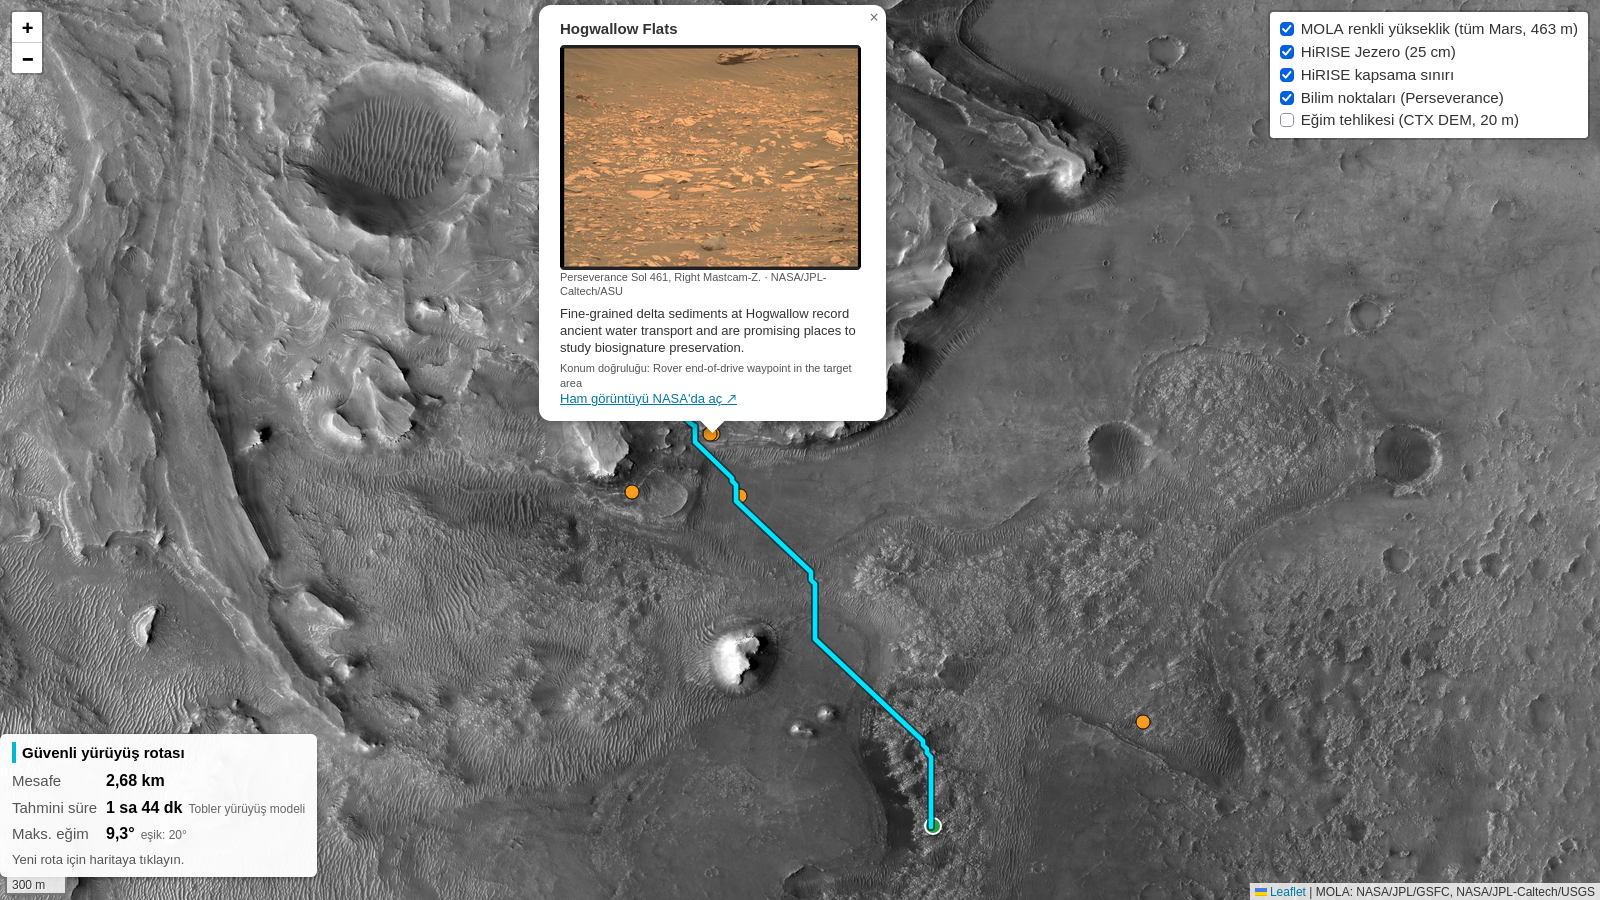 +
−
Hogwallow Flats
×
Perseverance Sol 461, Right Mastcam-Z. · NASA/JPL-
Caltech/ASU
Fine-grained delta sediments at Hogwallow record
ancient water transport and are promising places to
study biosignature preservation.
Konum doğruluğu: Rover end-of-drive waypoint in the target
area
Ham görüntüyü NASA'da aç ↗
MOLA renkli yükseklik (tüm Mars, 463 m)
HiRISE Jezero (25 cm)
HiRISE kapsama sınırı
Bilim noktaları (Perseverance)
Eğim tehlikesi (CTX DEM, 20 m)
Güvenli yürüyüş rotası
Mesafe 2,68 km
Tahmini süre 1 sa 44 dk Tobler yürüyüş modeli
Maks. eğim 9,3° eşik: 20°
Yeni rota için haritaya tıklayın.
300 m
Leaflet | MOLA: NASA/JPL/GSFC, NASA/JPL-Caltech/USGS